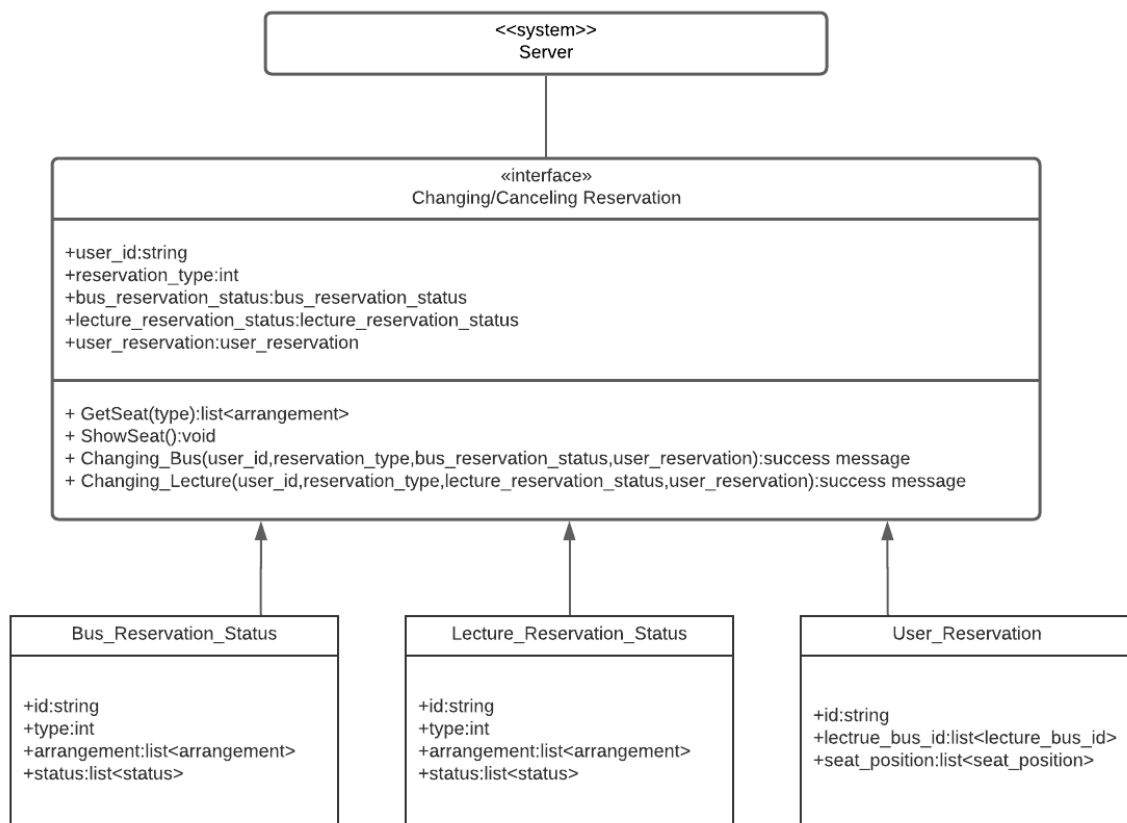 <<system>>
Server
«interface»
Changing/Canceling Reservation
+user_id:string
+reservation_type:int
+bus_reservation_status:bus_reservation_status
+lecture_reservation_status:lecture_reservation_status
+user_reservation:user_reservation
+ GetSeat(type):list<arrangement>
+ ShowSeat():void
+ Changing_Bus(user_id,reservation_type,bus_reservation_status,user_reservation):success message
+ Changing_Lecture(user_id,reservation_type,lecture_reservation_status,user_reservation):success message
Bus_Reservation_Status
+id:string
+type:int
+arrangement:list<arrangement>
+status:list<status>
Lecture_Reservation_Status
+id:string
+type:int
+arrangement:list<arrangement>
+status:list<status>
User_Reservation
+id:string
+lectrue_bus_id:list<lecture_bus_id>
+seat_position:list<seat_position>